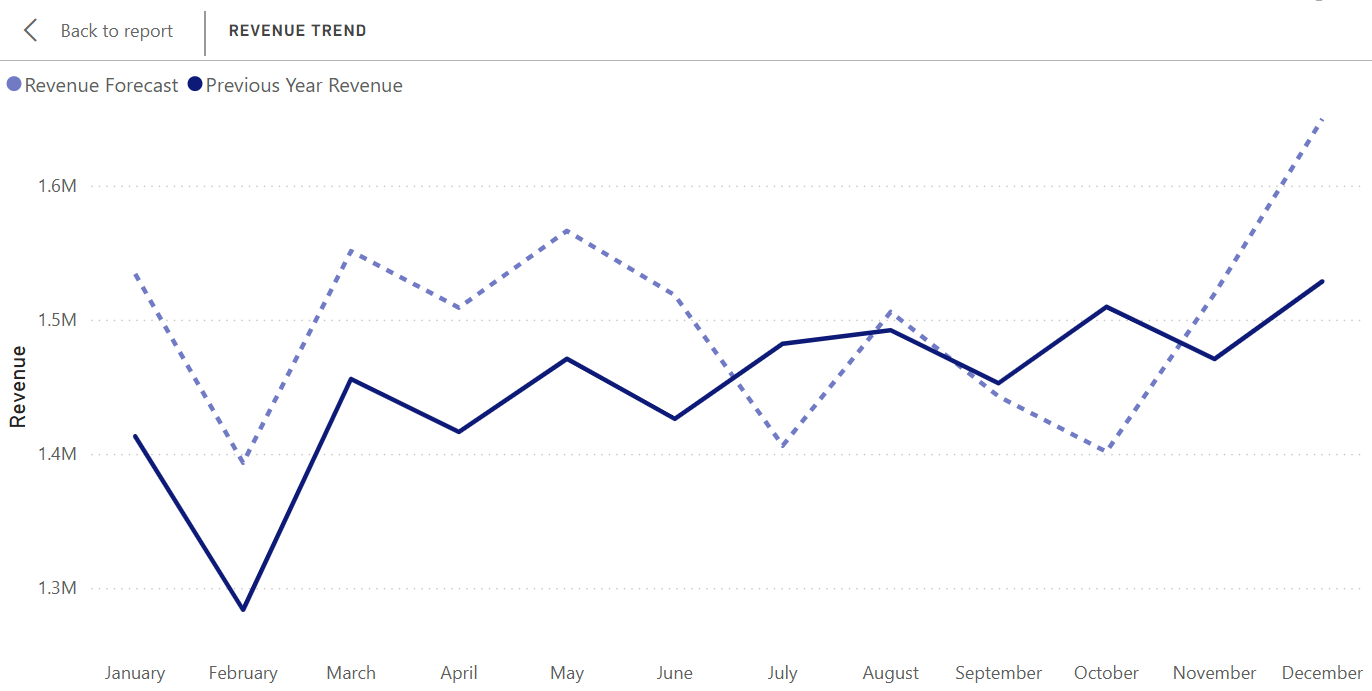 Back to report
REVENUE TREND
Revenue Forecast Previous Year Revenue
1.6M
1.5M
1.4M
1.3M
Revenue
January February March April May June July August September October November December